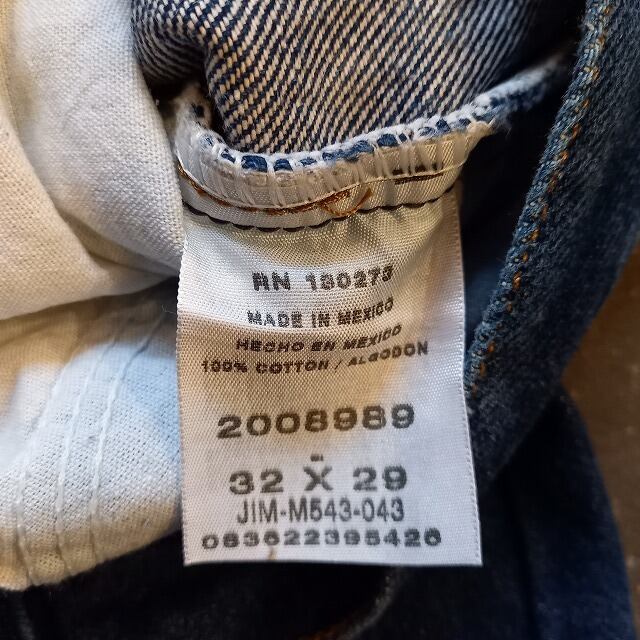 RN 130273
MADE IN MEXICO
HECHO EN MEXICO
100% COTTON / ALGODON
2008989
32 X 29
JIM-M543-043
083622395426